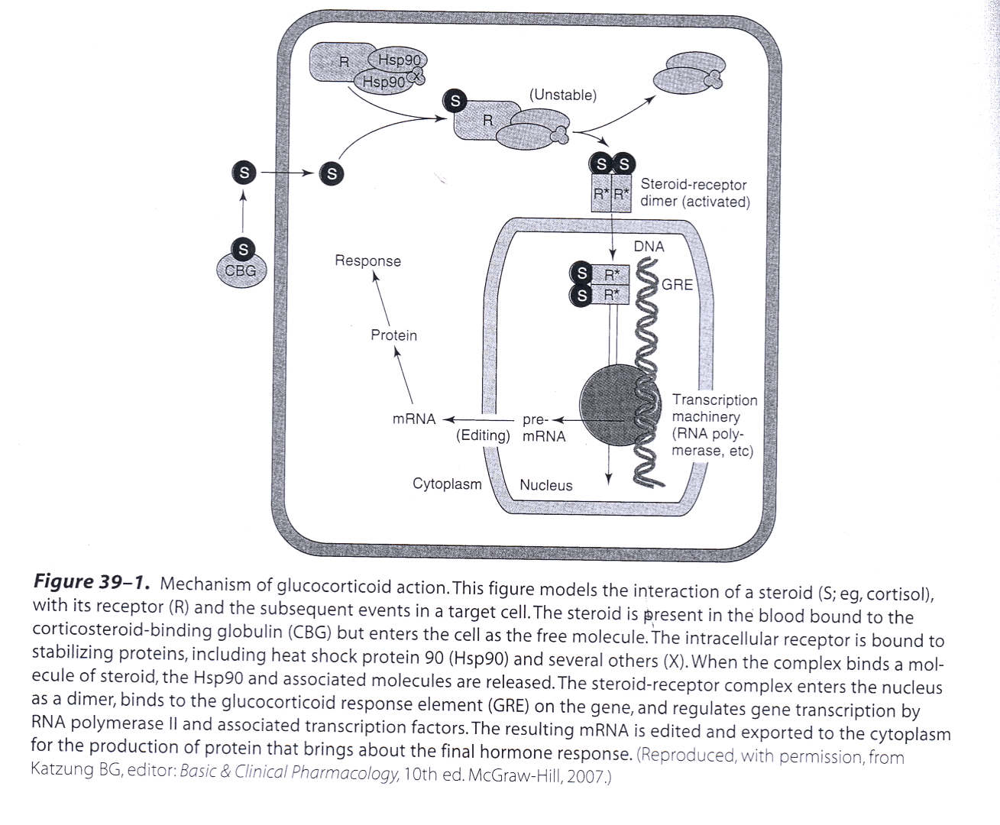 R
Hsp90
Hsp90
X
S
(Unstable)
R
S
S
S S
R* R*
Steroid-receptor
dimer (activated)
S
CBG
DNA
Response
S R*
S R*
GRE
Protein
Transcription
machinery
(RNA poly-
merase, etc)
mRNA
pre-
mRNA
(Editing)
Cytoplasm
Nucleus
Figure 39–1. Mechanism of glucocorticoid action. This figure models the interaction of a steroid (S; eg, cortisol),
with its receptor (R) and the subsequent events in a target cell. The steroid is present in the blood bound to the
corticosteroid-binding globulin (CBG) but enters the cell as the free molecule. The intracellular receptor is bound to
stabilizing proteins, including heat shock protein 90 (Hsp90) and several others (X). When the complex binds a mol-
ecule of steroid, the Hsp90 and associated molecules are released. The steroid-receptor complex enters the nucleus
as a dimer, binds to the glucocorticoid response element (GRE) on the gene, and regulates gene transcription by
RNA polymerase II and associated transcription factors. The resulting mRNA is edited and exported to the cytoplasm
for the production of protein that brings about the final hormone response. (Reproduced, with permission, from
Katzung BG, editor: Basic & Clinical Pharmacology, 10th ed. McGraw-Hill, 2007.)